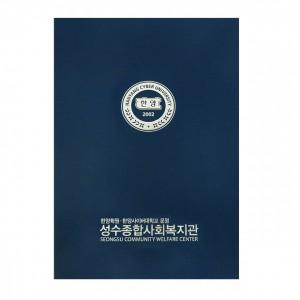 HANYANG CYBER UNIVERSITY
한양
2002
한양학원·한양사이버대학교 운영
성수종합사회복지관
SEONGSU COMMUNITY WELFARE CENTER